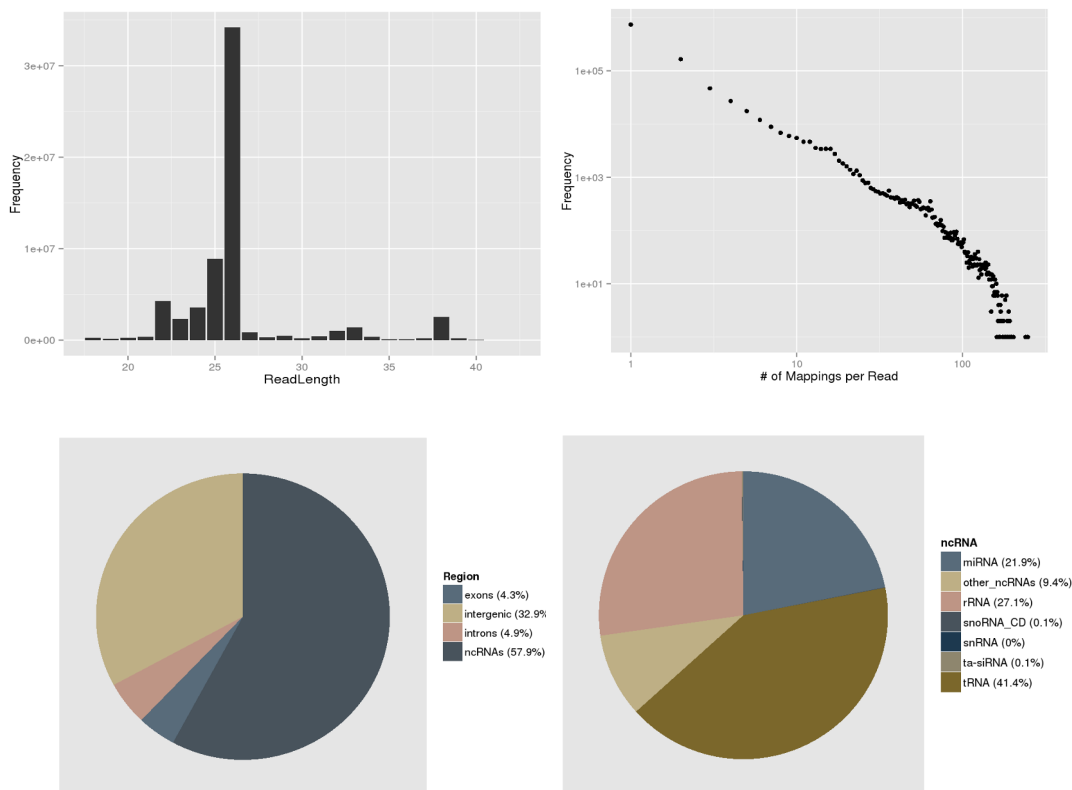 Frequency
3e+07
2e+07
1e+07
0e+00
20
25
30
35
40
ReadLength
Frequency
1e+05
1e+03
1e+01
1
10
100
# of Mappings per Read
Region
exons (4.3%)
intergenic (32.9%
introns (4.9%)
ncRNAs (57.9%)
ncRNA
miRNA (21.9%)
other_ncRNAs (9.4%)
rRNA (27.1%)
snoRNA_CD (0.1%)
snRNA (0%)
ta-siRNA (0.1%)
tRNA (41.4%)